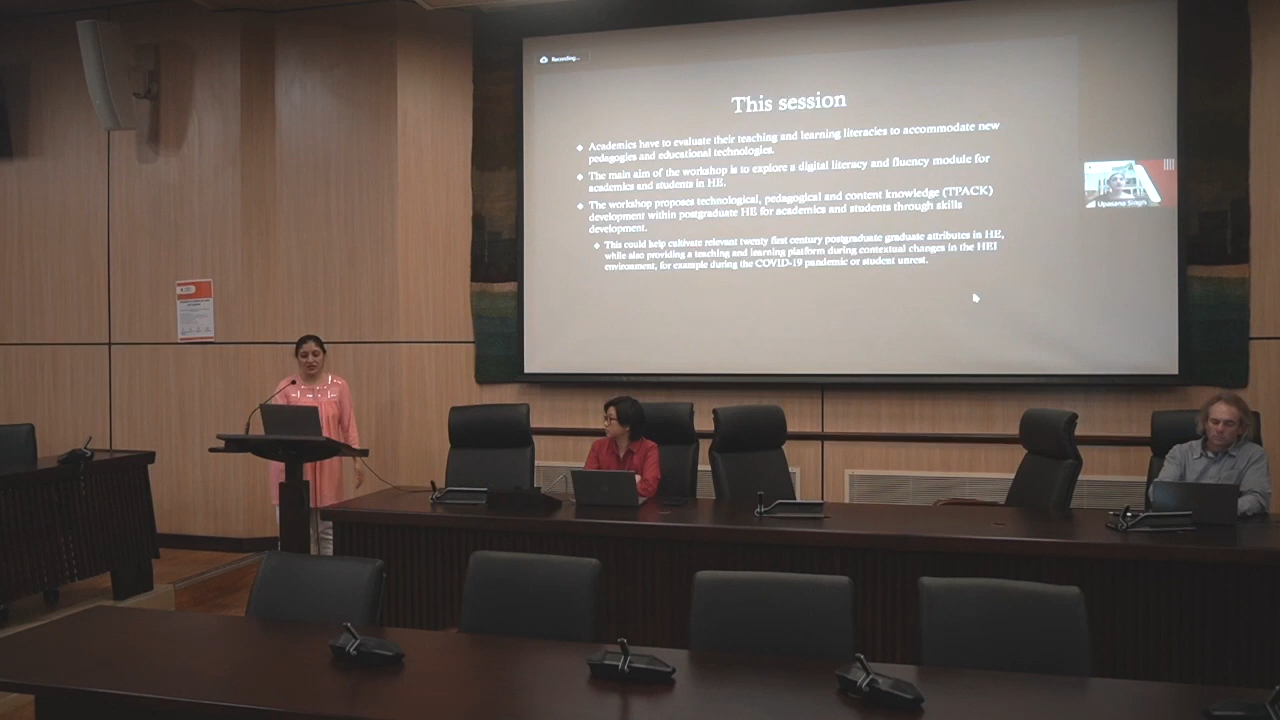 Recording...
This session
Academics have to evaluate their teaching and learning literacies to accommodate new
pedagogies and educational technologies.
The main aim of the workshop is to explore a digital literacy and fluency module for
academics and students in HE.
The workshop proposes technological, pedagogical and content knowledge (TPACK)
development within postgraduate HE for academics and students through skills
development.
This could help cultivate relevant twenty first century postgraduate graduate attributes in HE,
while also providing a teaching and learning platform during contextual changes in the HEI
environment, for example during the COVID-19 pandemic or student unrest.
Upasana Singh